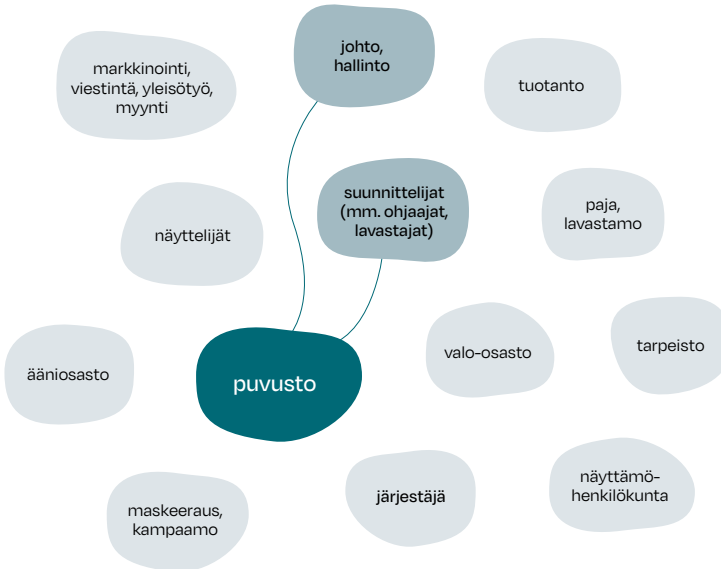 johto,
hallinto
markkinointi,
viestintä, yleisötyö,
myynti
tuotanto
suunnittelijat
(mm. ohjaajat,
lavastajat)
paja,
lavastamo
näyttelijät
valo-osasto
tarpeisto
ääniosasto
puvusto
näyttämö-
henkilökunta
järjestäjä
maskeeraus,
kampaamo